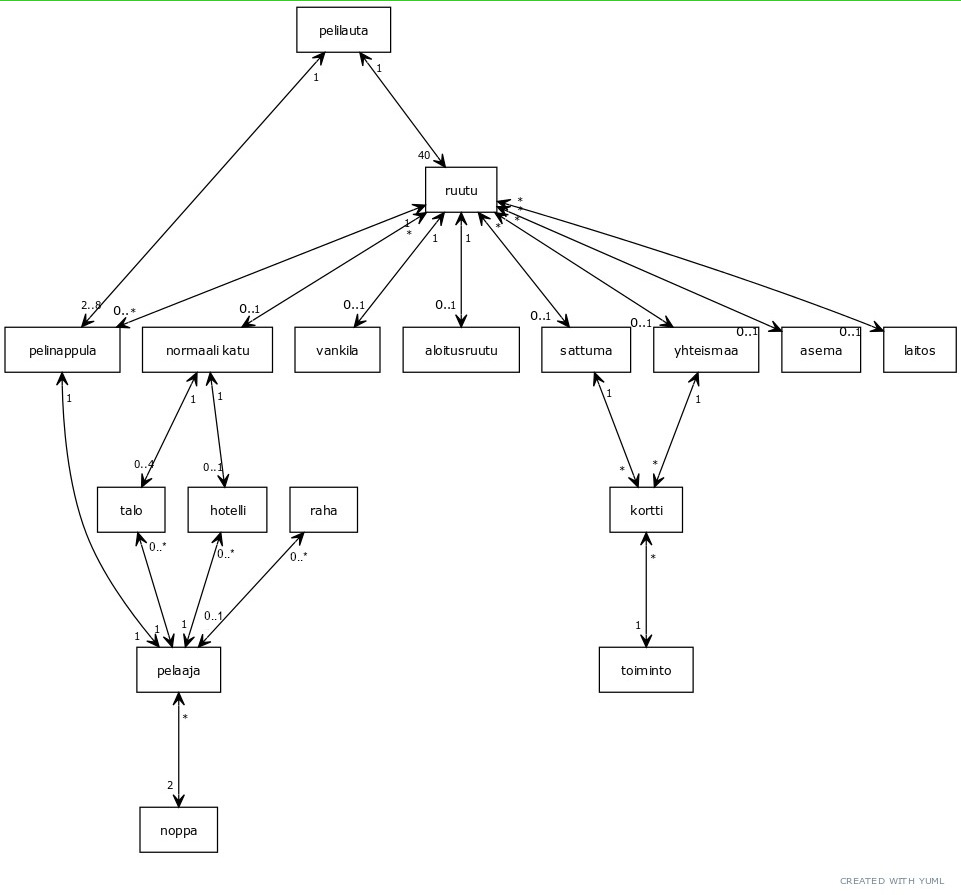 pelilauta
1
1
40
ruutu
1
*
1
1
*
*
*
*
2..8
0..*
0..1
0..1
0..1
0..1
0..1
0..1
0..1
pelinappula
normaali katu
vankila
aloitusruutu
sattuma
yhteismaa
asema
laitos
1
1
1
1
1
0..4
0..1
*
*
talo
hotelli
raha
kortti
0..*
0..*
0..*
*
1
1
1
0..1
1
pelaaja
toiminto
*
2
noppa
CREATED WITH YUML